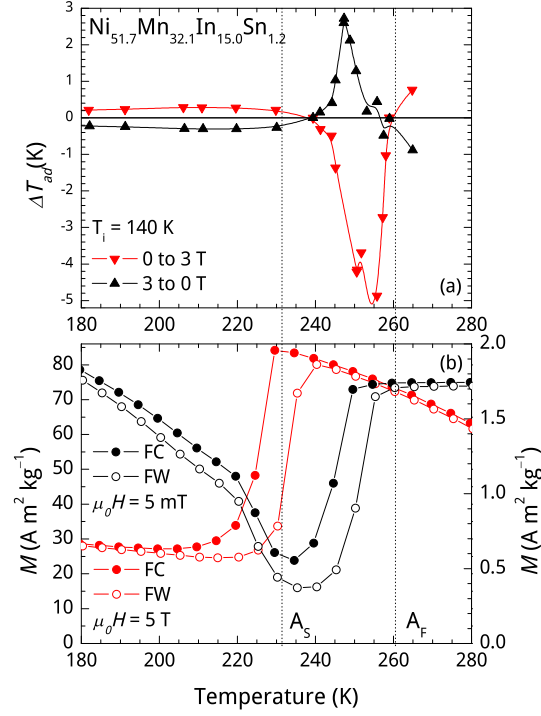 Ni51.7Mn32.1In15.0Sn1.2
3
2
1
0
-1
-2
-3
-4
-5
ΔTad(K)
Ti = 140 K
0 to 3 T
3 to 0 T
(a)
180 200 220 240 260 280
80
70
60
50
40
30
20
10
0
M (A m² kg⁻¹)
(b)
FC
FW
μ0H = 5 mT
FC
FW
μ0H = 5 T
AS AF
2.0
1.5
1.0
0.5
0.0
M (A m² kg⁻¹)
180 200 220 240 260 280
Temperature (K)